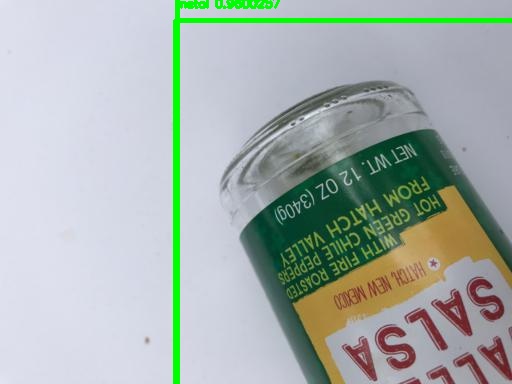 metal 0.9600257
SALSA
HATCH, NEW MEXICO
HOT GREEN CHILE PEPPERS
WITH FIRE ROASTED
FROM HATCH VALLEY
NET WT. 12 OZ (340g)